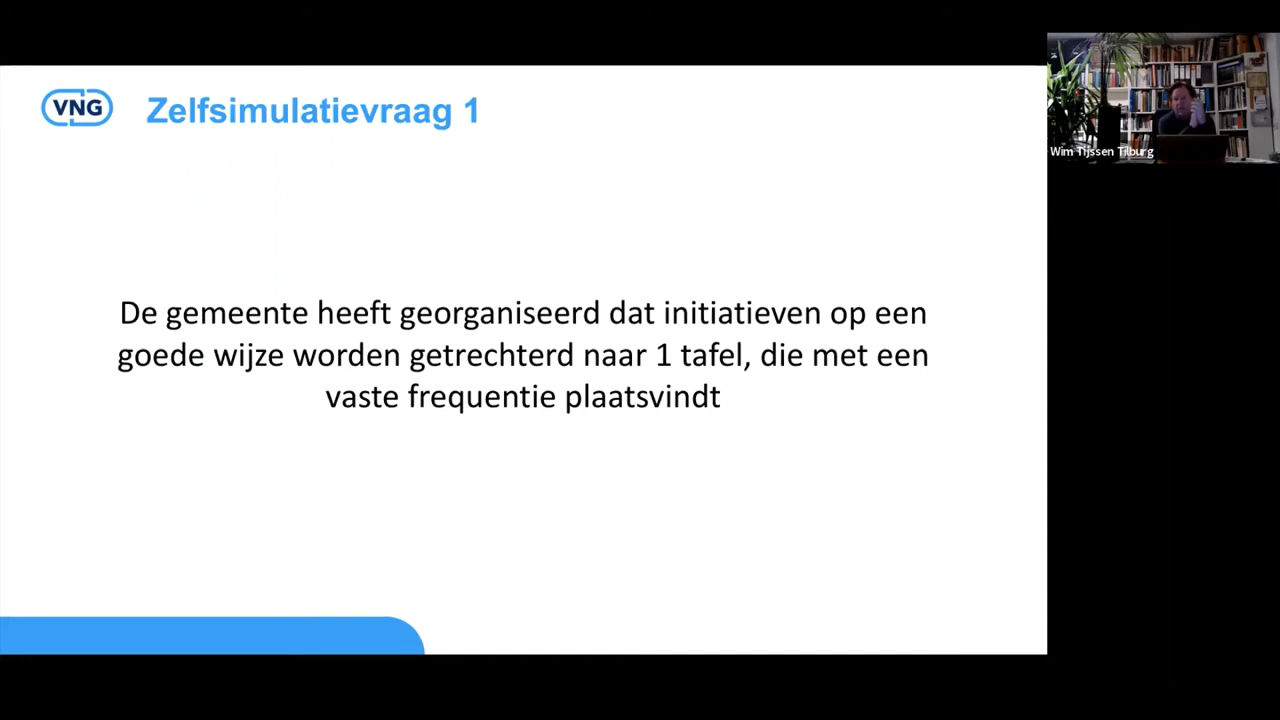 VNG
Zelfsimulatievraag 1
De gemeente heeft georganiseerd dat initiatieven op een
goede wijze worden getrechterd naar 1 tafel, die met een
vaste frequentie plaatsvindt
Wim Tijssen Tilburg